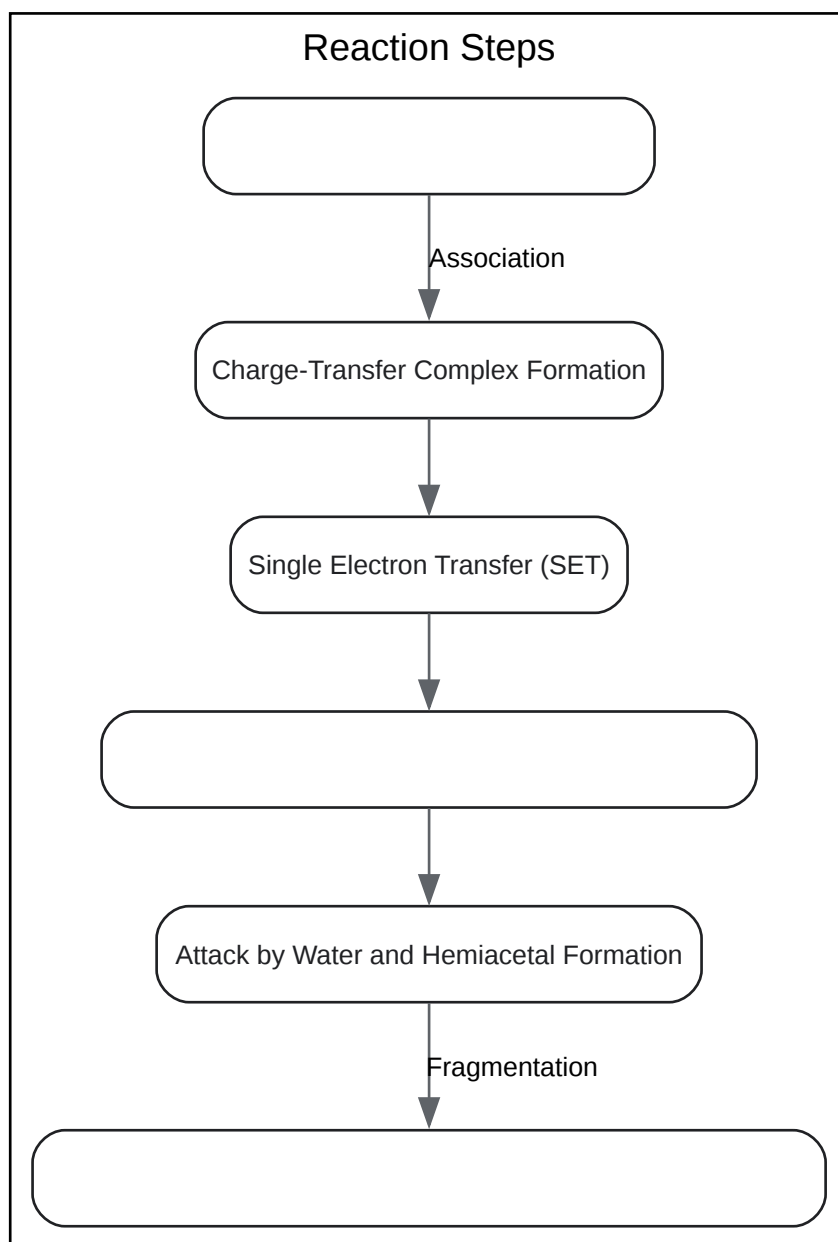 Reaction Steps
Association
Charge-Transfer Complex Formation
Single Electron Transfer (SET)
Attack by Water and Hemiacetal Formation
Fragmentation